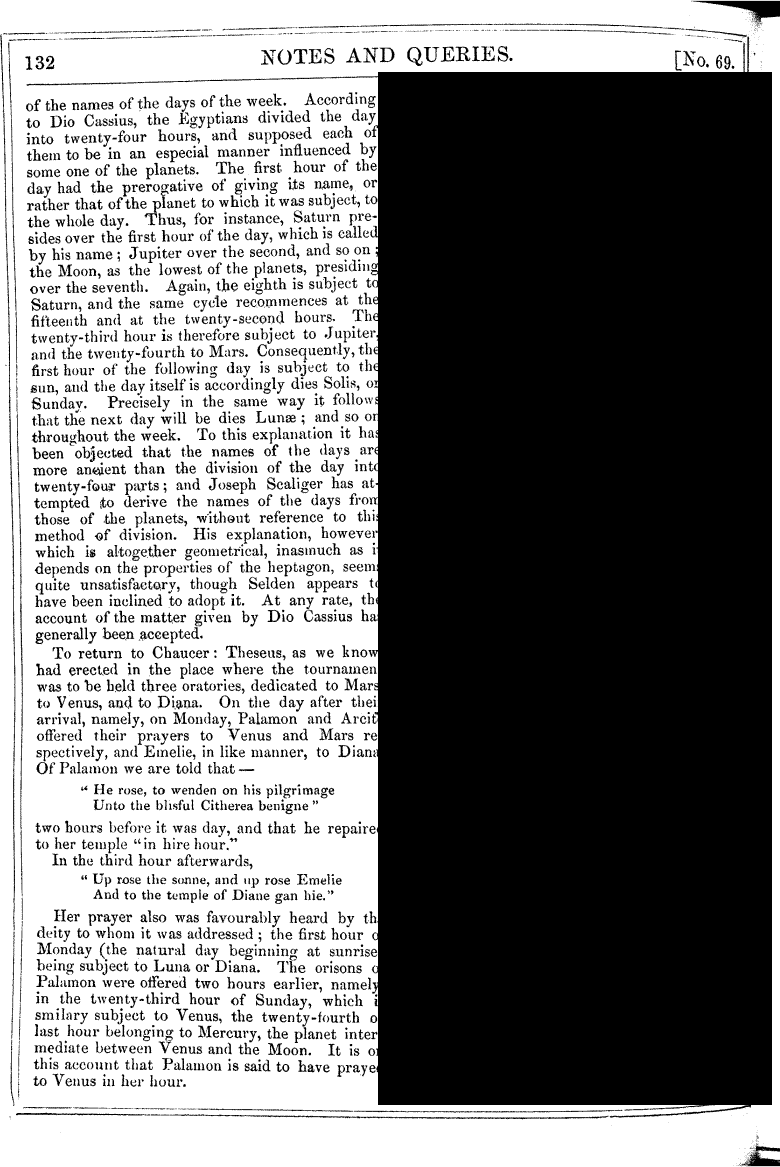 132 NOTES AND QUERIES. [No. 69.
of the names of the days of the week. According
to Dio Cassius, the Egyptians divided the day
into twenty-four hours, and supposed each of
them to be in an especial manner influenced by
some one of the planets. The first hour of the
day had the prerogative of giving its name, or
rather that of the planet to which it was subject, to
the whole day. Thus, for instance, Saturn pre-
sides over the first hour of the day, which is called
by his name; Jupiter over the second, and so on;
the Moon, as the lowest of the planets, presiding
over the seventh. Again, the eighth is subject to
Saturn, and the same cycle recommences at the
fifteenth and at the twenty-second hours. The
twenty-third hour is therefore subject to Jupiter,
and the twenty-fourth to Mars. Consequently, the
first hour of the following day is subject to the
sun, and the day itself is accordingly dies Solis, or
Sunday. Precisely in the same way it follows
that the next day will be dies Lunæ; and so on
throughout the week. To this explanation it has
been objected that the names of the days are
more ancient than the division of the day into
twenty-four parts; and Joseph Scaliger has at-
tempted to derive the names of the days from
those of the planets, without reference to this
method of division. His explanation, however
which is altogether geometrical, inasmuch as i
depends on the properties of the heptagon, seem
quite unsatisfactory, though Selden appears t
have been inclined to adopt it. At any rate, th
account of the matter given by Dio Cassius ha
generally been accepted.
To return to Chaucer: Theseus, as we know
had erected in the place where the tournamen
was to be held three oratories, dedicated to Mars
to Venus, and to Diana. On the day after thei
arrival, namely, on Monday, Palamon and Arcit
offered their prayers to Venus and Mars re
spectively, and Emelie, in like manner, to Diana
Of Palamon we are told that —
" He rose, to wenden on his pilgrimage
Unto the blisful Citherea benigne"
two hours before it was day, and that he repaire
to her temple "in hire hour."
In the third hour afterwards,
" Up rose the sonne, and up rose Emelie
And to the temple of Diane gan hie."
Her prayer also was favourably heard by th
deity to whom it was addressed; the first hour o
Monday (the natural day beginning at sunrise
being subject to Luna or Diana. The orisons o
Palamon were offered two hours earlier, namely
in the twenty-third hour of Sunday, which i
smilary subject to Venus, the twenty-fourth o
last hour belonging to Mercury, the planet inter
mediate between Venus and the Moon. It is o
this account that Palamon is said to have praye
to Venus in her hour.